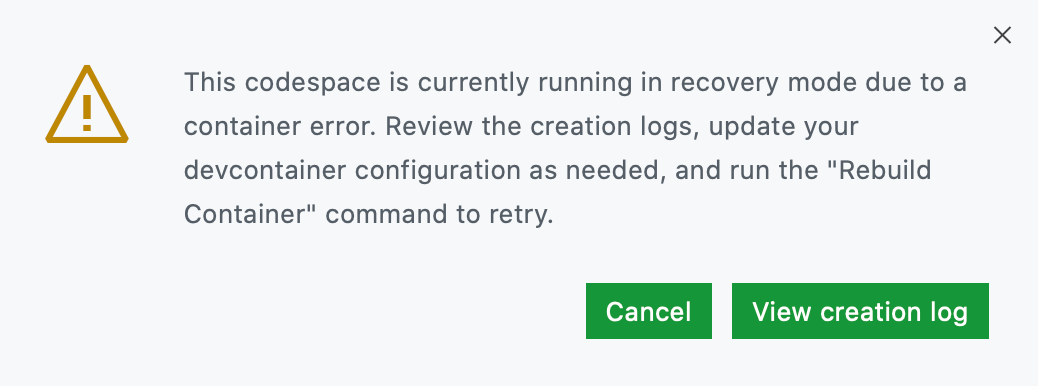 This codespace is currently running in recovery mode due to a
container error. Review the creation logs, update your
devcontainer configuration as needed, and run the "Rebuild
Container" command to retry.
Cancel
View creation log